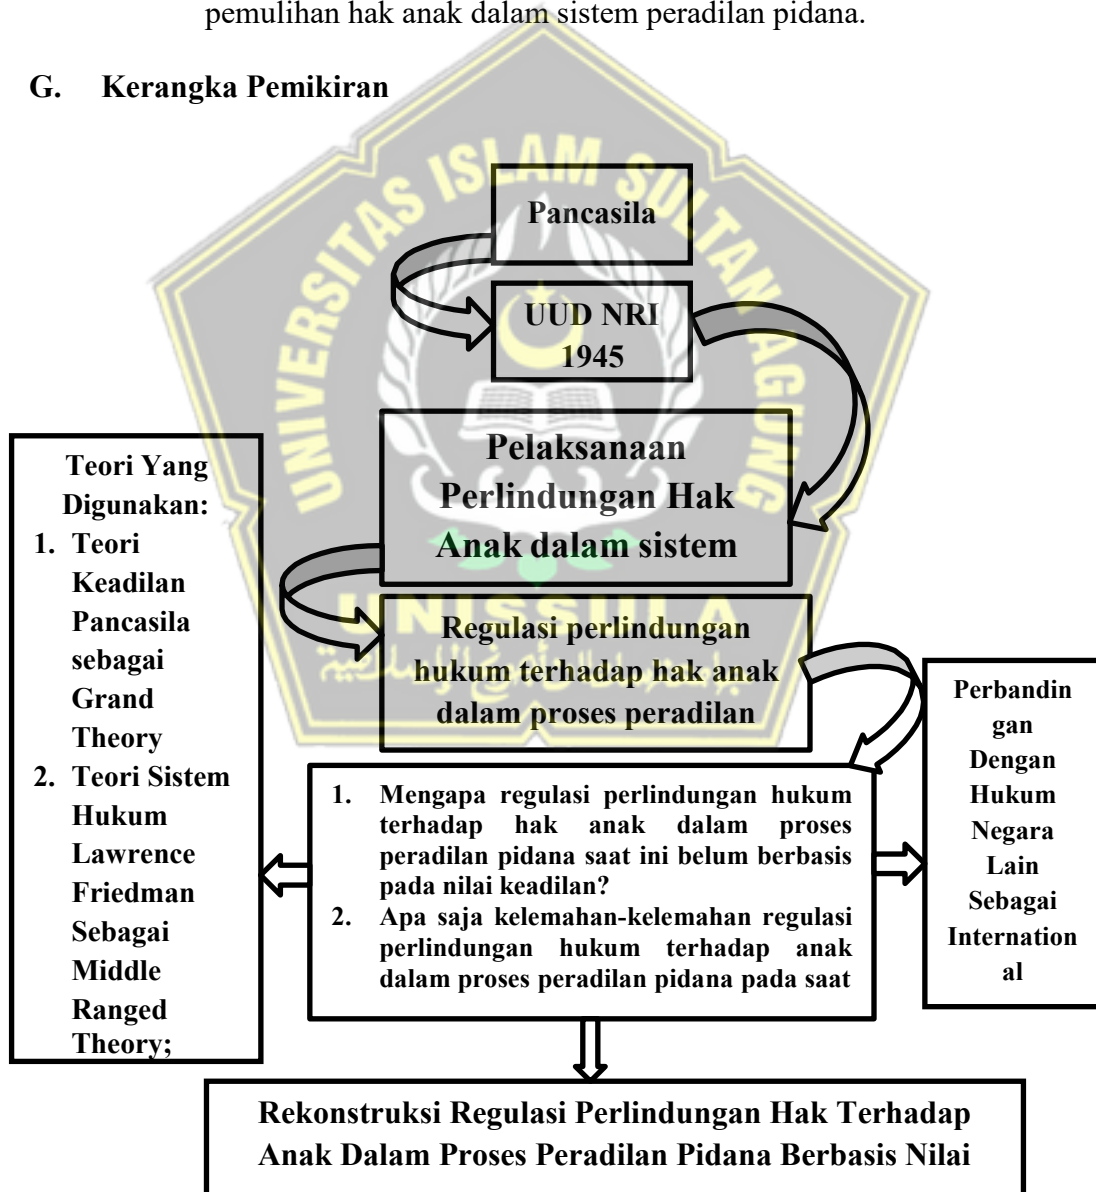 pemulihan hak anak dalam sistem peradilan pidana.
G. Kerangka Pemikiran
UNIVERSITAS ISLAM SULTAN AGUNG
UNISSULA
Pancasila
UUD NRI
1945
Pelaksanaan
Perlindungan Hak
Anak dalam sistem
Regulasi perlindungan
hukum terhadap hak anak
dalam proses peradilan
Teori Yang
Digunakan:
1. Teori
Keadilan
Pancasila
sebagai
Grand
Theory
2. Teori Sistem
Hukum
Lawrence
Friedman
Sebagai
Middle
Ranged
Theory;
1. Mengapa regulasi perlindungan hukum
terhadap hak anak dalam proses
peradilan pidana saat ini belum berbasis
pada nilai keadilan?
2. Apa saja kelemahan-kelemahan regulasi
perlindungan hukum terhadap anak
dalam proses peradilan pidana pada saat
Perbandin
gan
Dengan
Hukum
Negara
Lain
Sebagai
Internation
al
Rekonstruksi Regulasi Perlindungan Hak Terhadap
Anak Dalam Proses Peradilan Pidana Berbasis Nilai